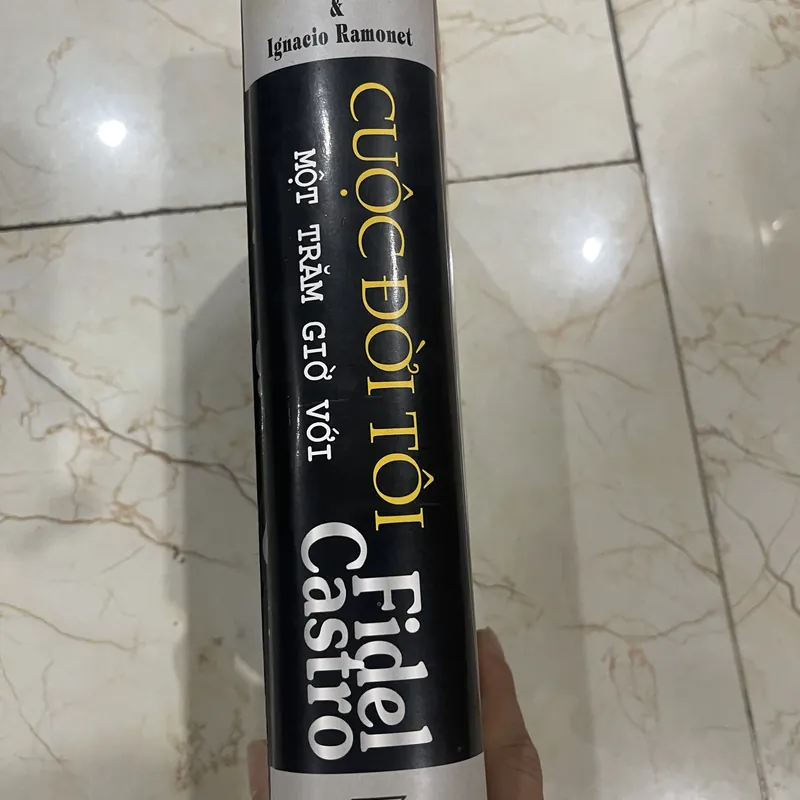 &
Ignacio Ramonet
CUỘC ĐỜI TÔI
MỘT TRĂM GIỜ VỚI
Fidel
Castro